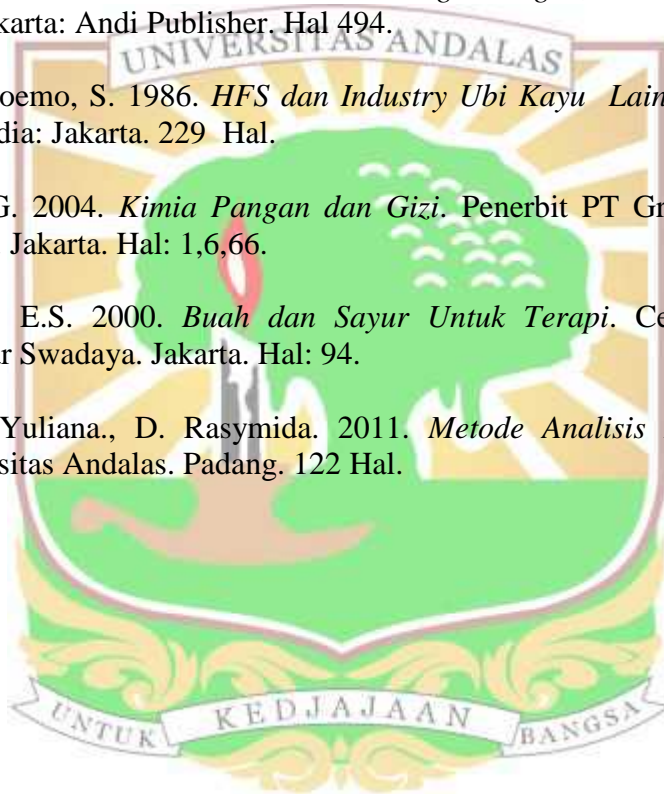 karta: Andi Publisher. Hal 494.
UNIVERSITAS ANDALAS
oemo, S. 1986. HFS dan Industry Ubi Kayu Lain
dia: Jakarta. 229 Hal.
G. 2004. Kimia Pangan dan Gizi. Penerbit PT Gr
Jakarta. Hal: 1,6,66.
E.S. 2000. Buah dan Sayur Untuk Terapi. Ce
r Swadaya. Jakarta. Hal: 94.
Yuliana., D. Rasymida. 2011. Metode Analisis
sitas Andalas. Padang. 122 Hal.
UNTUK KEDJAJAAN BANGSA